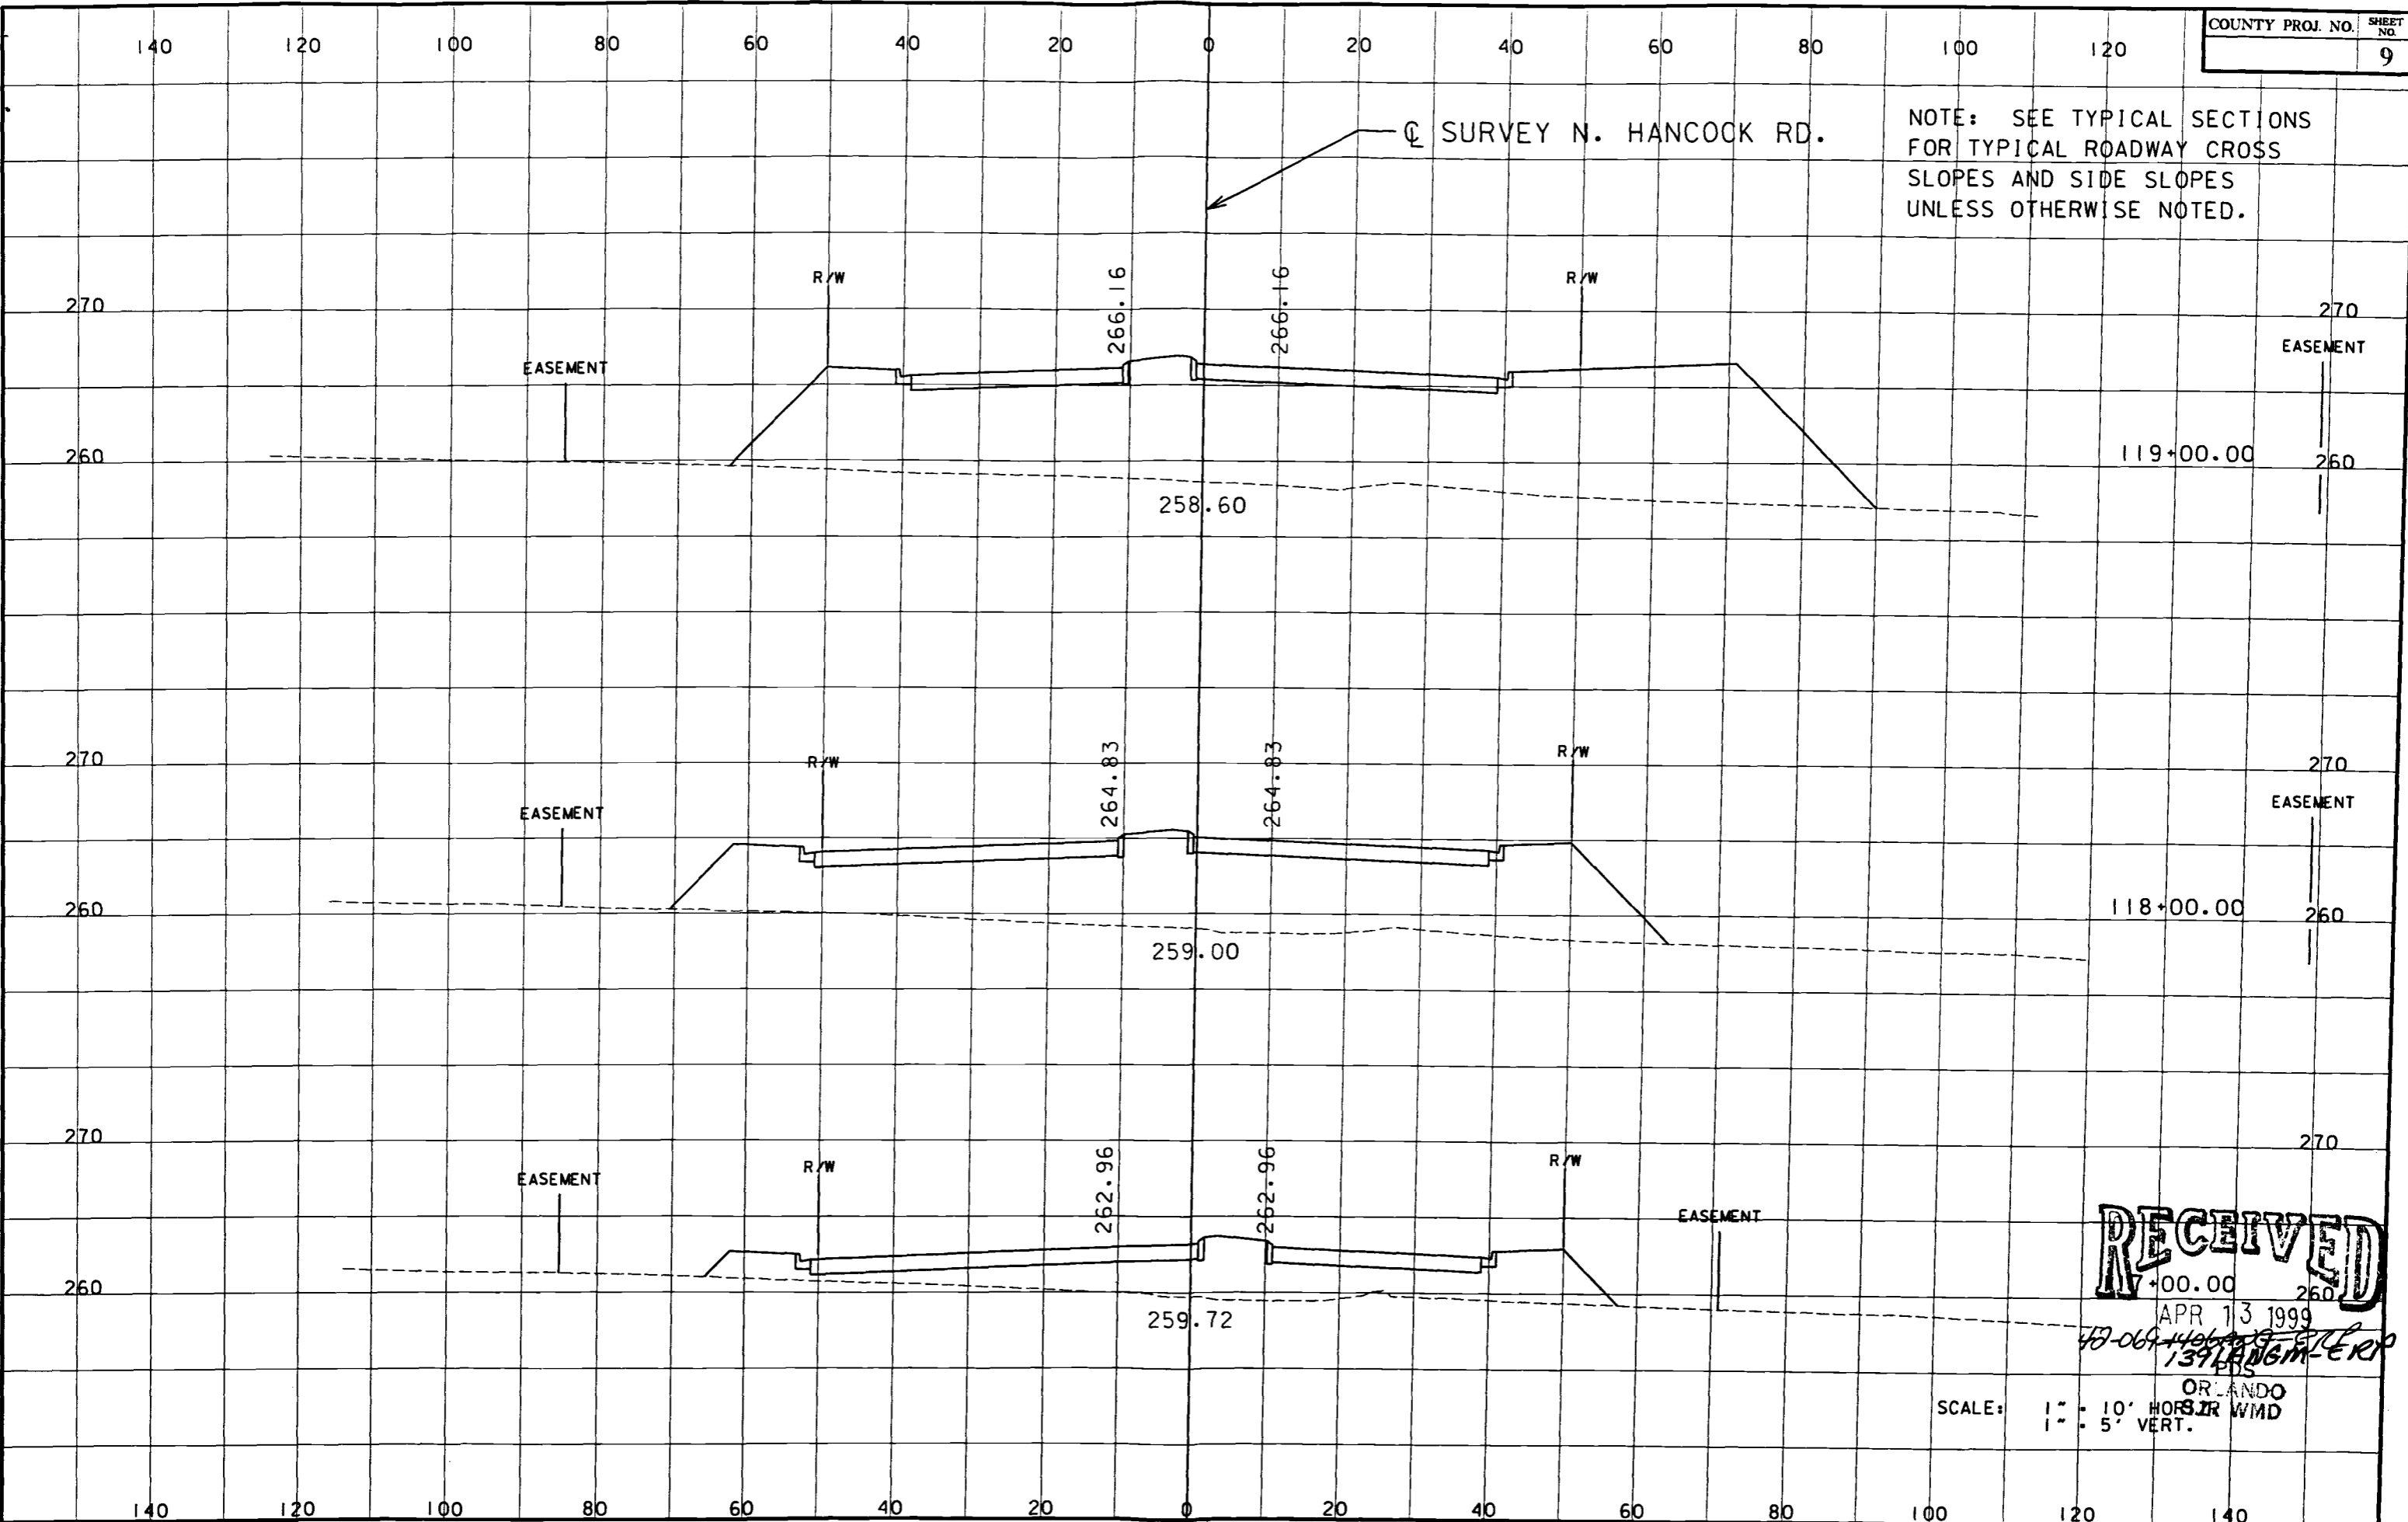 COUNTY PROJ. NO. SHEET NO.
9
140 120 100 80 60 40 20 0 20 40 60 80 100 120
℄ SURVEY N. HANCOCK RD.
NOTE: SEE TYPICAL SECTIONS
FOR TYPICAL ROADWAY CROSS
SLOPES AND SIDE SLOPES
UNLESS OTHERWISE NOTED.
R/W 266.16 266.16 R/W
270 270
EASEMENT EASEMENT
260 119+00.00 260
258.60
R/W 264.83 264.83 R/W
270 270
EASEMENT EASEMENT
260 118+00.00 260
259.00
270 270
EASEMENT R/W 262.96 262.96 R/W EASEMENT
RECEIVED
260 +00.00 260
259.72
APR 13 1999
PDS
ORLANDO
SJR WMD
SCALE: 1" = 10' HORIZ.
1" = 5' VERT.
140 120 100 80 60 40 20 0 20 40 60 80 100 120 140